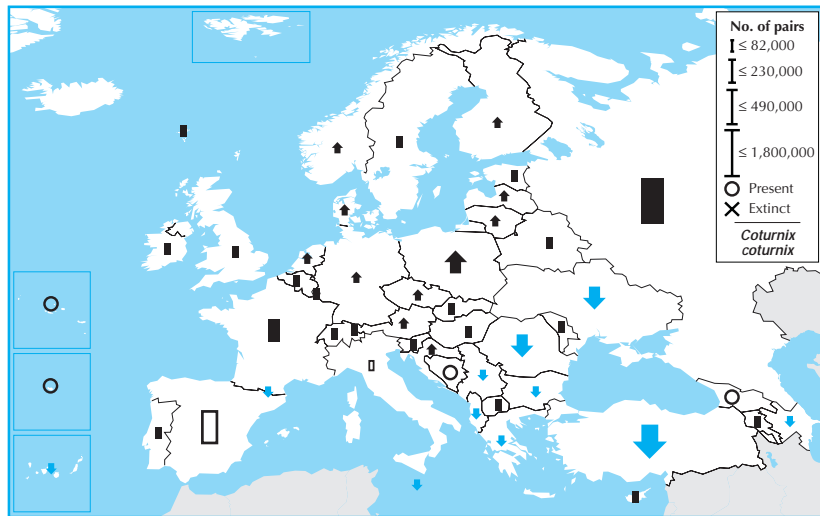 No. of pairs
≤ 82,000
≤ 230,000
≤ 490,000
≤ 1,800,000
Present
Extinct
Coturnix
coturnix